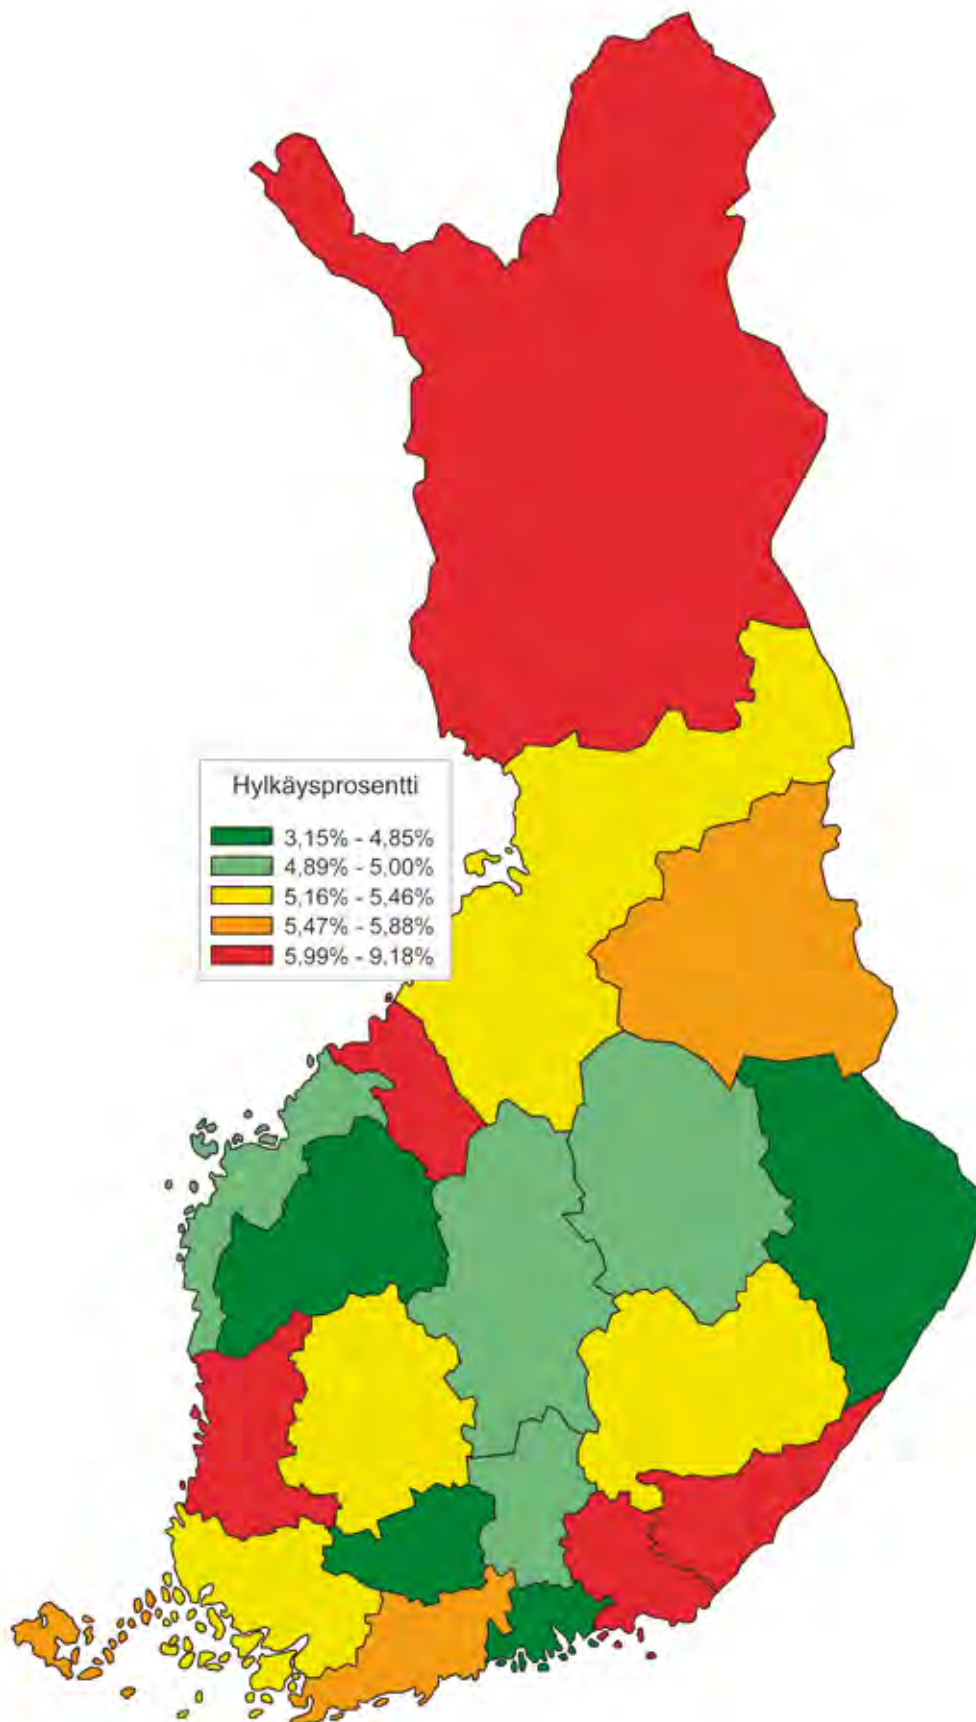 Hylkäysprosentti
3,15% - 4,85%
4,89% - 5,00%
5,16% - 5,46%
5,47% - 5,88%
5,99% - 9,18%